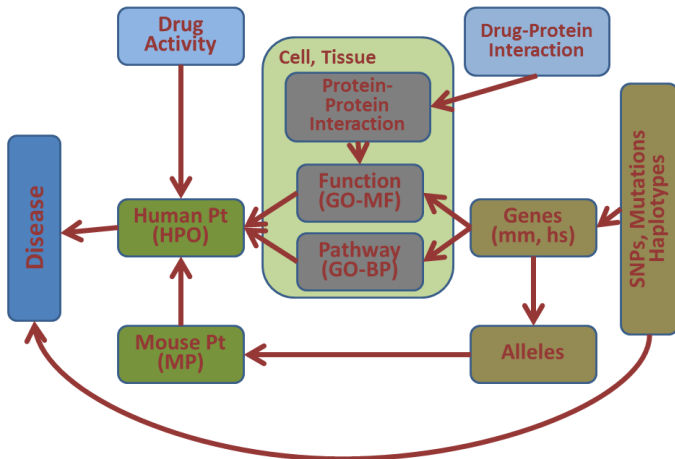 Drug
Activity
Cell, Tissue
Drug-Protein
Interaction
Protein-
Protein
Interaction
Disease
Human Pt
(HPO)
Function
(GO-MF)
Pathway
(GO-BP)
Genes
(mm, hs)
SNPs, Mutations
Haplotypes
Mouse Pt
(MP)
Alleles